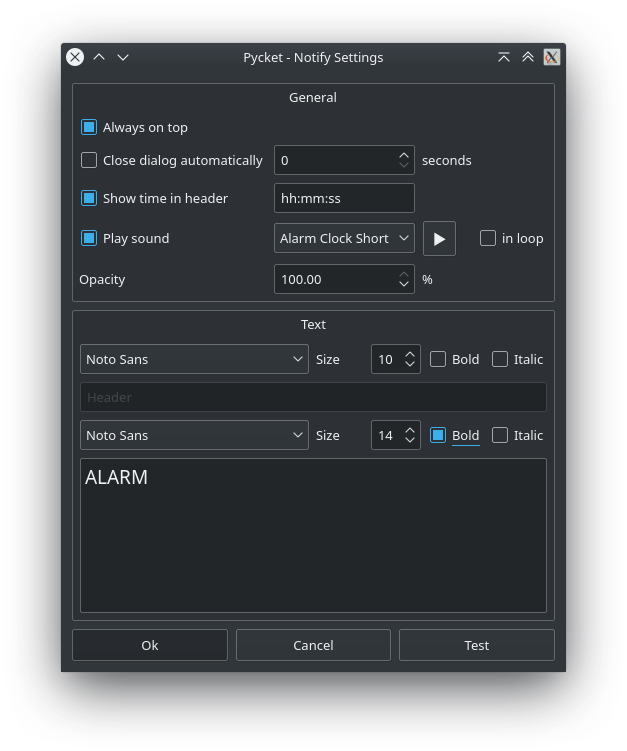 Pycket - Notify Settings
General
Always on top
Close dialog automatically 0 seconds
Show time in header hh:mm:ss
Play sound Alarm Clock Short in loop
Opacity 100.00 %
Text
Noto Sans Size 10 Bold Italic
Header
Noto Sans Size 14 Bold Italic
ALARM
Ok Cancel Test